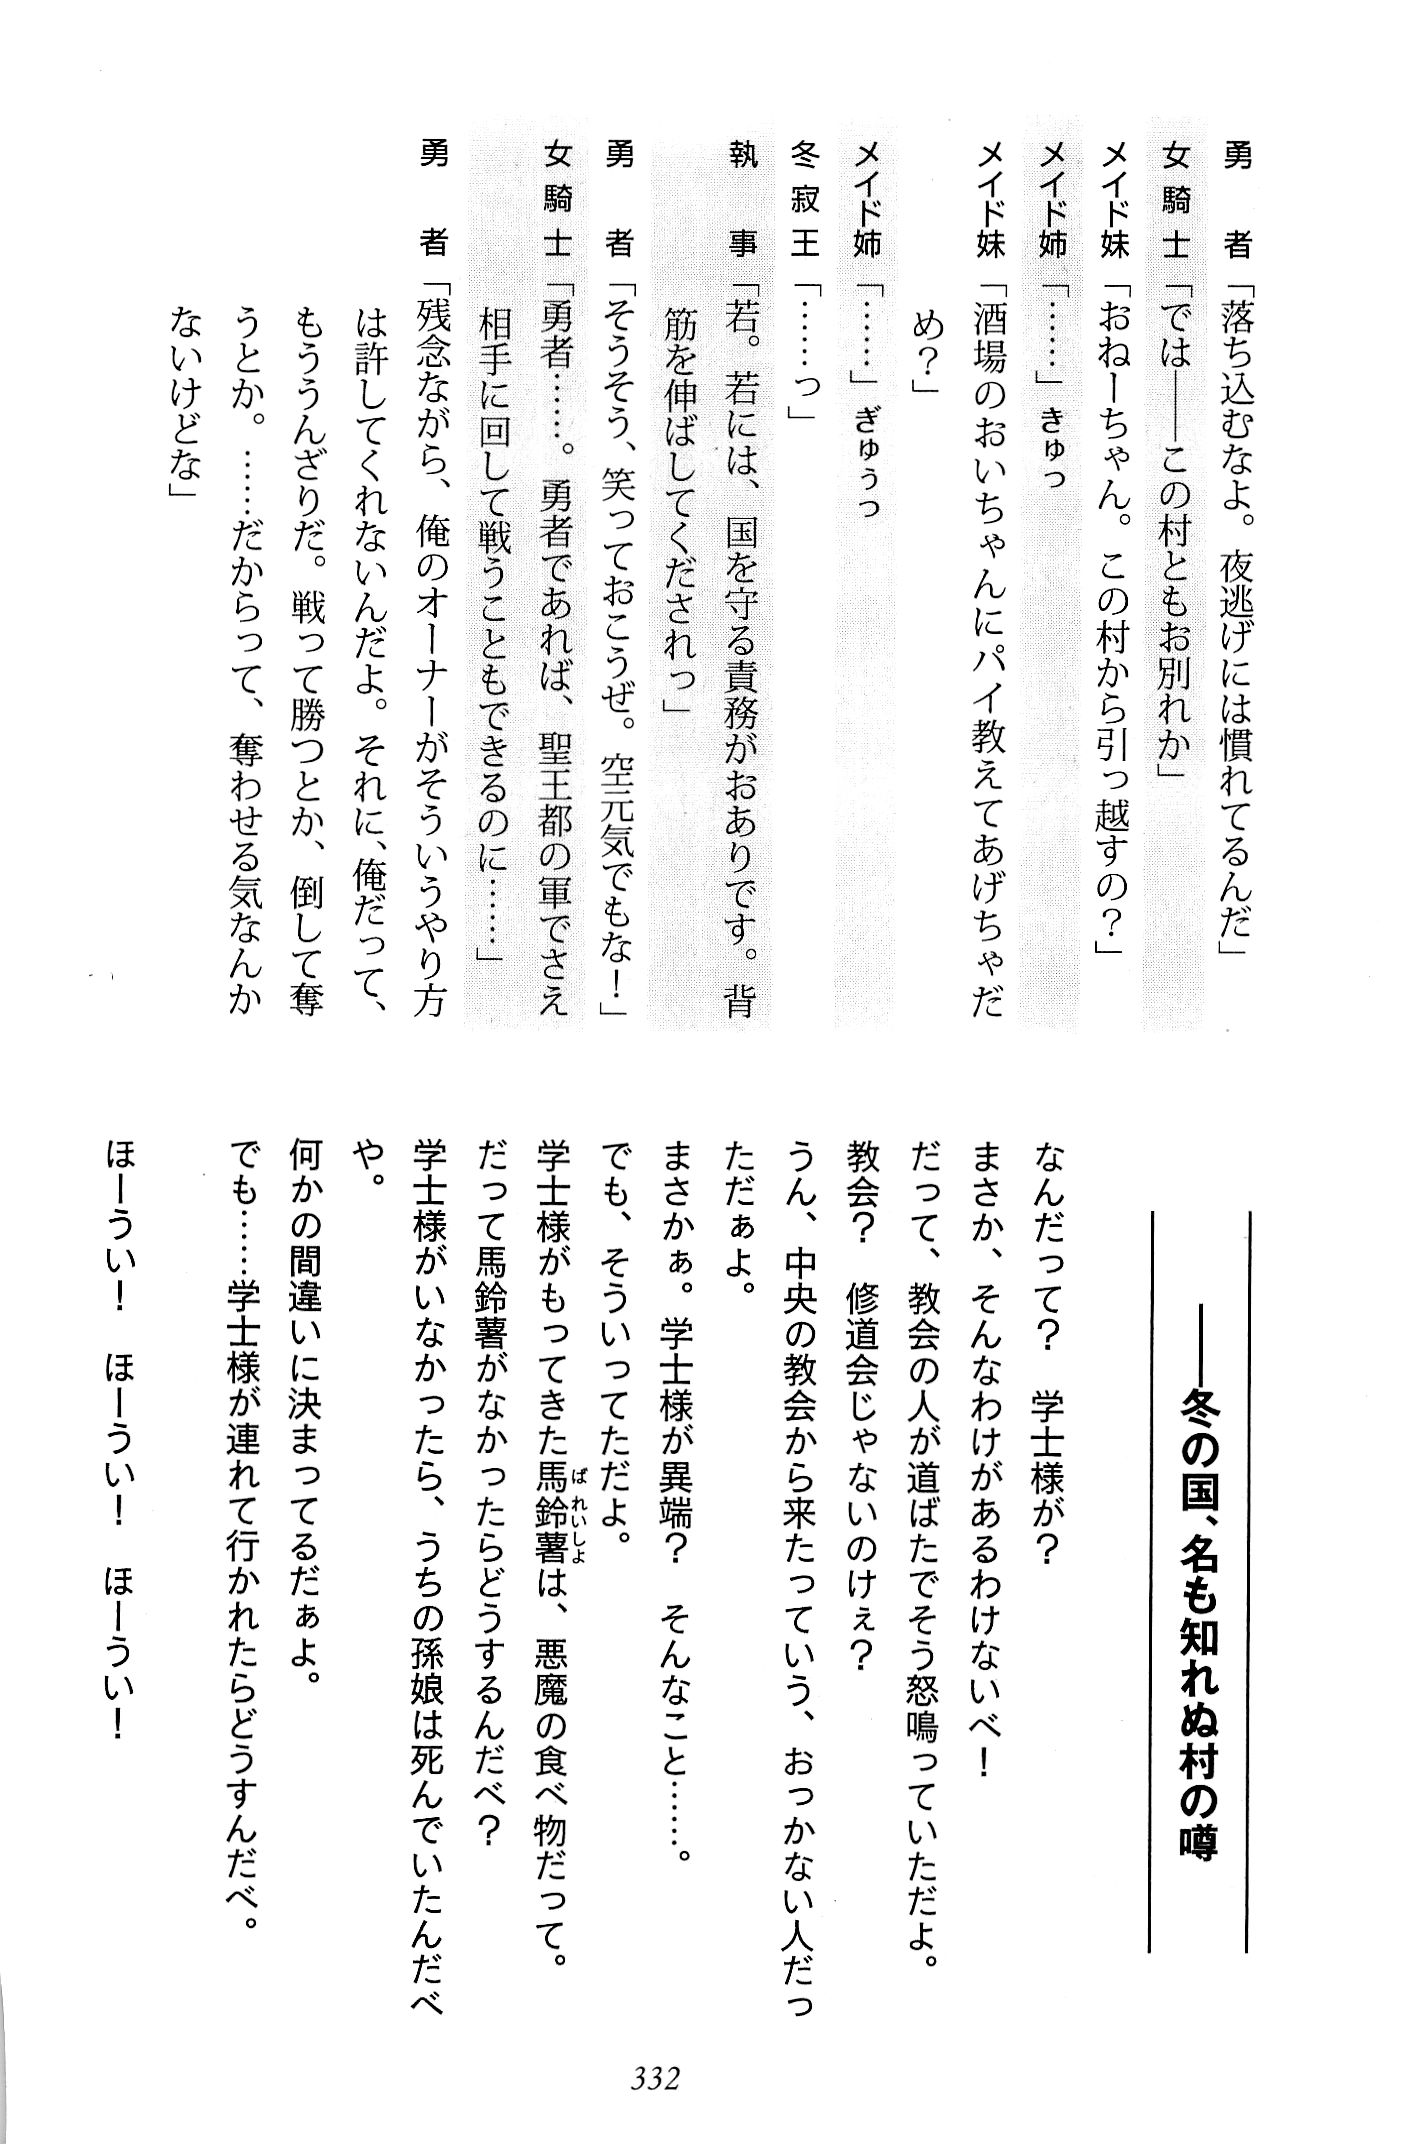 勇者「落ち込むなよ。夜逃げには慣れてるんだ」
女騎士「では――この村ともお別れか」
メイド妹「おねーちゃん。この村から引っ越すの？」
メイド姉「……」きゅっ
メイド妹「酒場のおいちゃんにパイ教えてあげちゃだ
め？」
メイド姉「……」ぎゅぅっ
冬寂王「……っ」
執事「若。若には、国を守る責務がおありです。背
筋を伸ばしてくだされっ」
勇者「そうそう、笑っておこうぜ。空元気でもな！」
女騎士「勇者……。勇者であれば、聖王都の軍でさえ
相手に回して戦うこともできるのに……」
勇者「残念ながら、俺のオーナーがそういうやり方
は許してくれないんだよ。それに、俺だって、
もううんざりだ。戦って勝つとか、倒して奪
うとか。……だからって、奪わせる気なんか
ないけどな」
――冬の国、名も知れぬ村の噂
なんだって？　学士様が？
まさか、そんなわけがあるわけないべ！
だって、教会の人が道ばたでそう怒鳴っていただよ。
教会？　修道会じゃないのけぇ？
うん、中央の教会から来たっていう、おっかない人だっ
ただぁよ。
まさかぁ。学士様が異端？　そんなこと……。
でも、そういってただよ。
学士様がもってきた馬鈴薯は、悪魔の食べ物だって。
ばれいしよ
だって馬鈴薯がなかったらどうするんだべ？
学士様がいなかったら、うちの孫娘は死んでいたんだべ
や。
何かの間違いに決まってるだぁよ。
でも……学士様が連れて行かれたらどうすんだべ。
ほーうい！　ほーうい！　ほーうい！
332